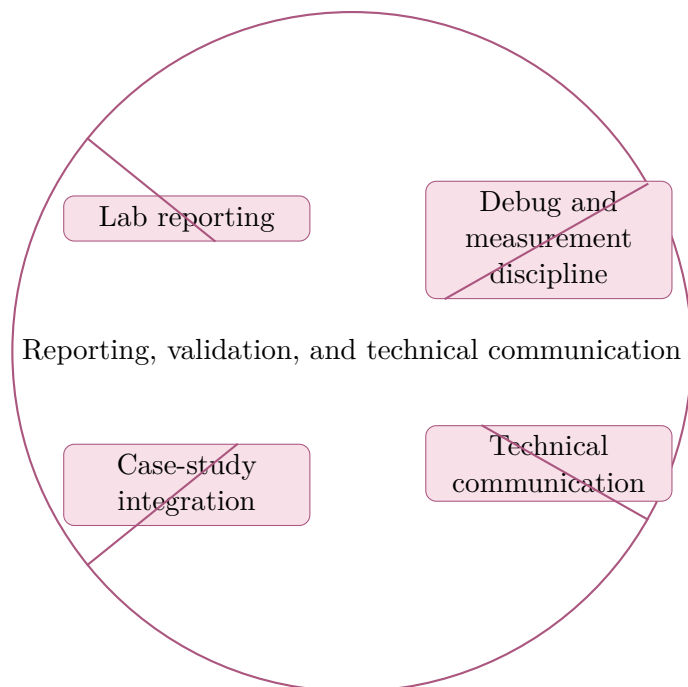 Lab reporting
Debug and
measurement
discipline
Reporting, validation, and technical communication
Case-study
integration
Technical
communication